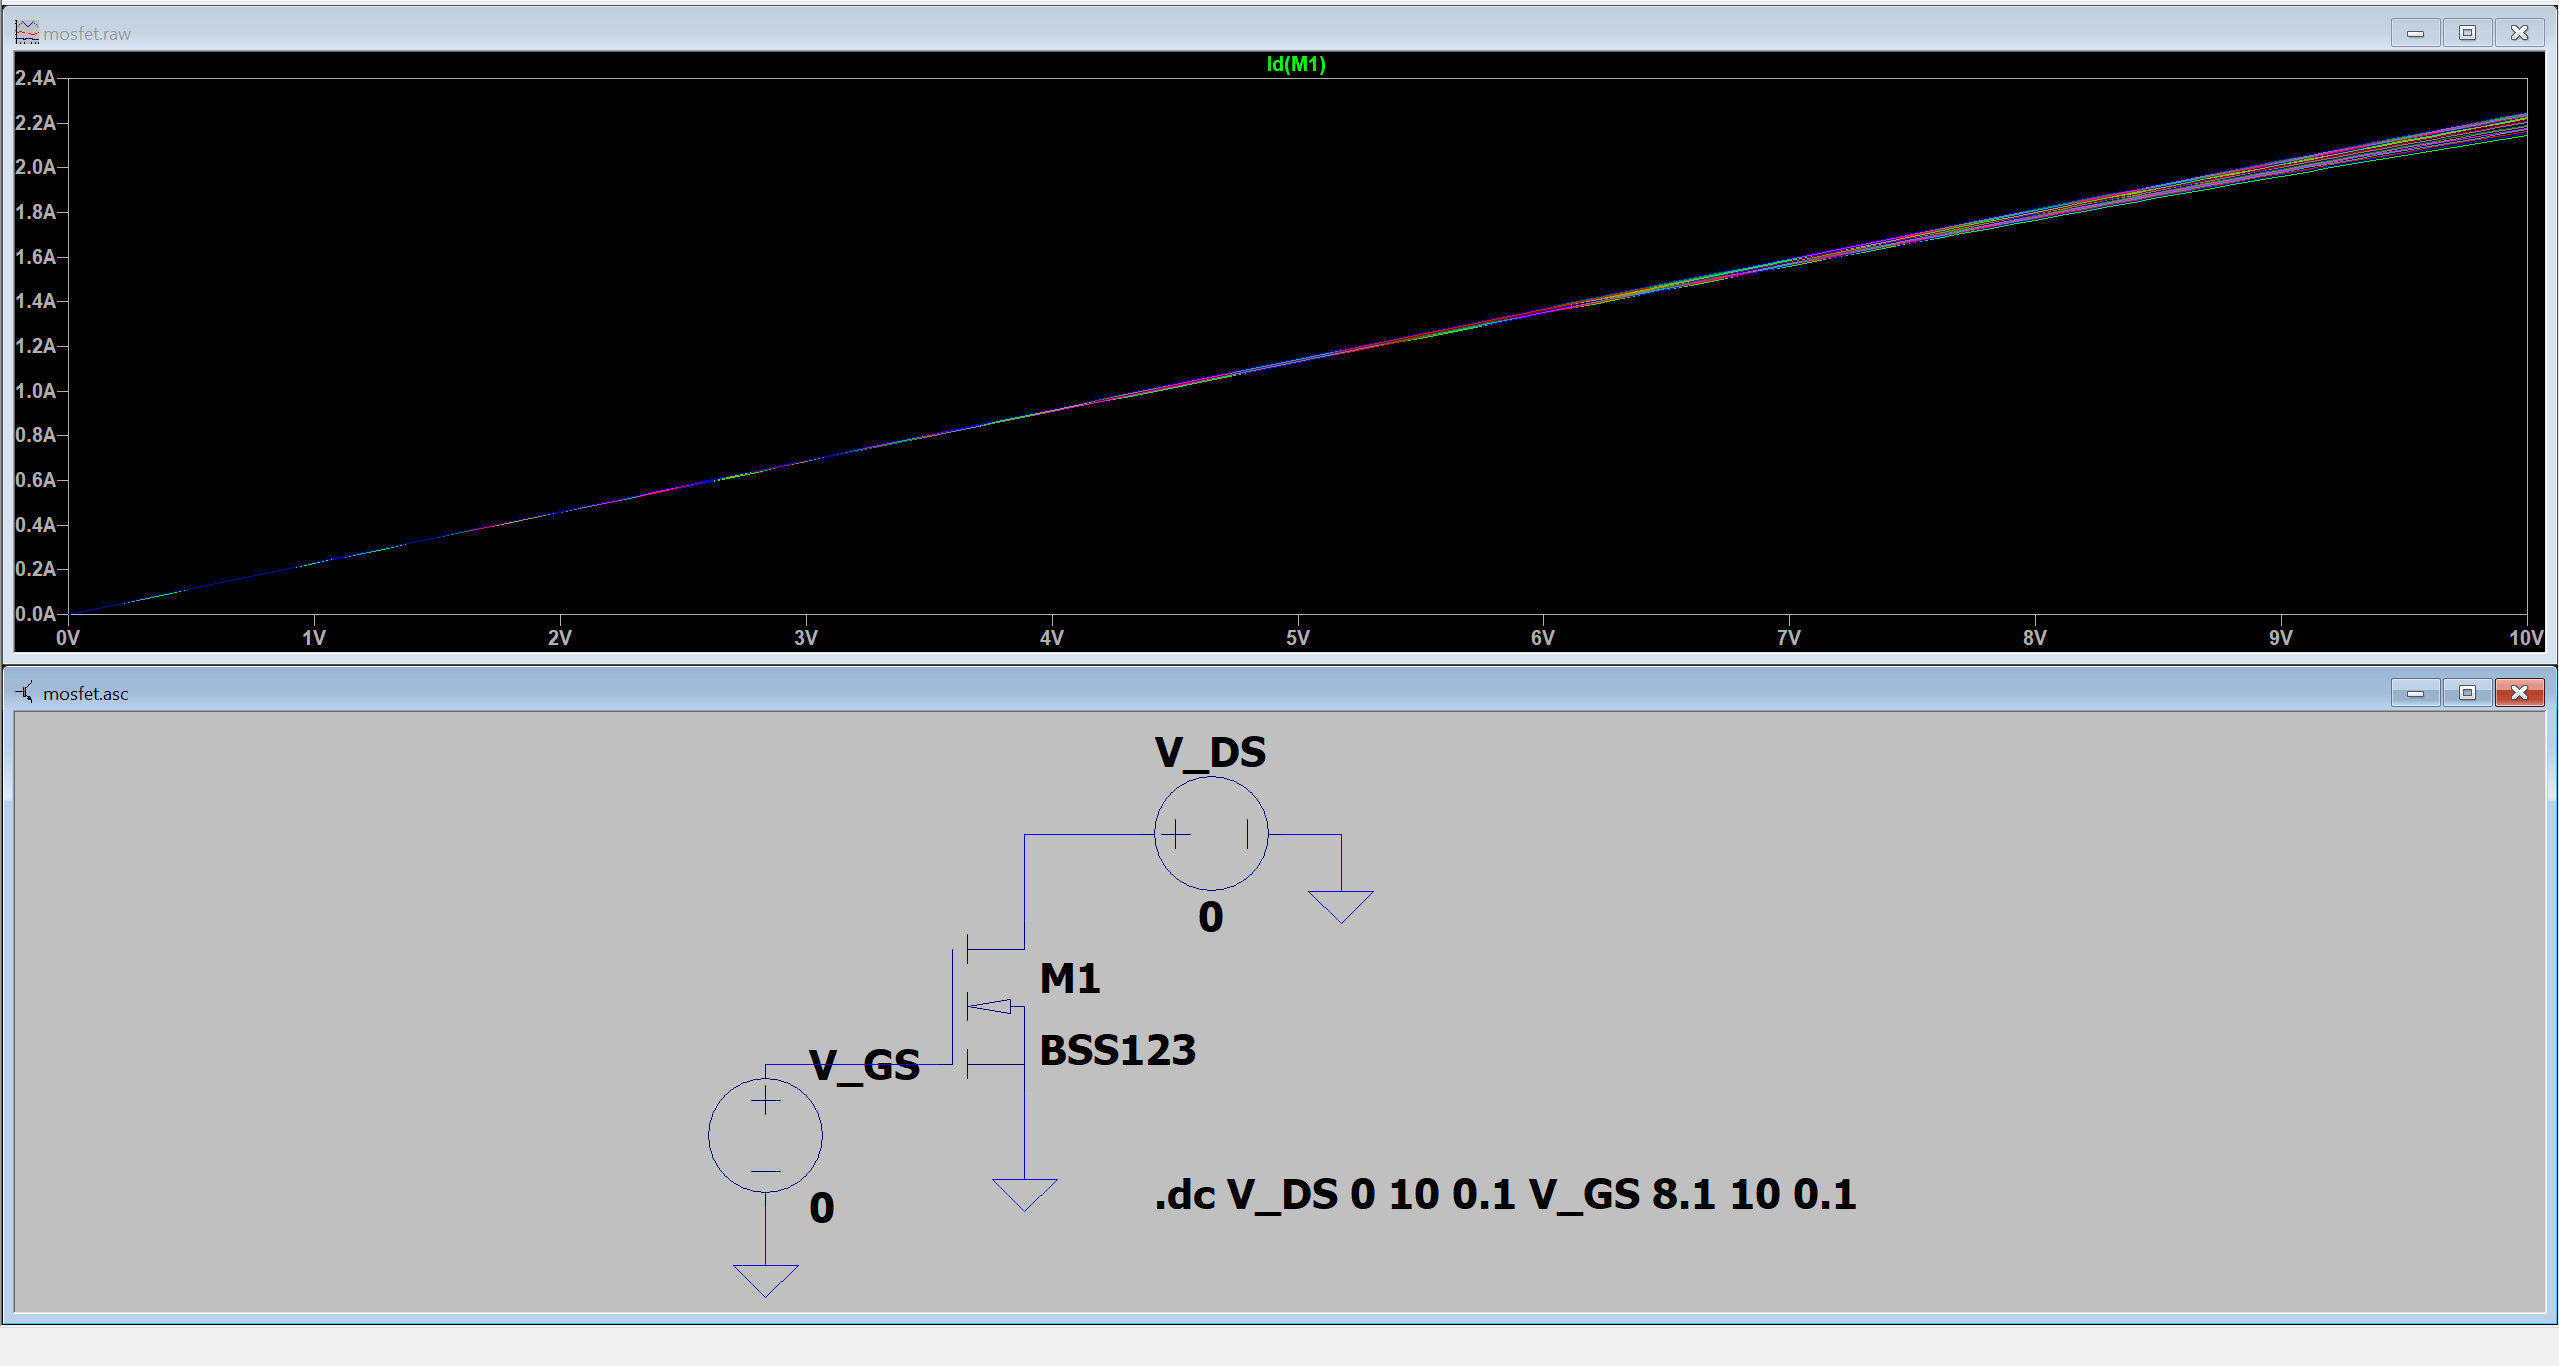 mosfet.raw
Id(M1)
2.4A
2.2A
2.0A
1.8A
1.6A
1.4A
1.2A
1.0A
0.8A
0.6A
0.4A
0.2A
0.0A
0V 1V 2V 3V 4V 5V 6V 7V 8V 9V 10V
mosfet.asc
V_DS
0
M1
BSS123
V_GS
0
.dc V_DS 0 10 0.1 V_GS 8.1 10 0.1